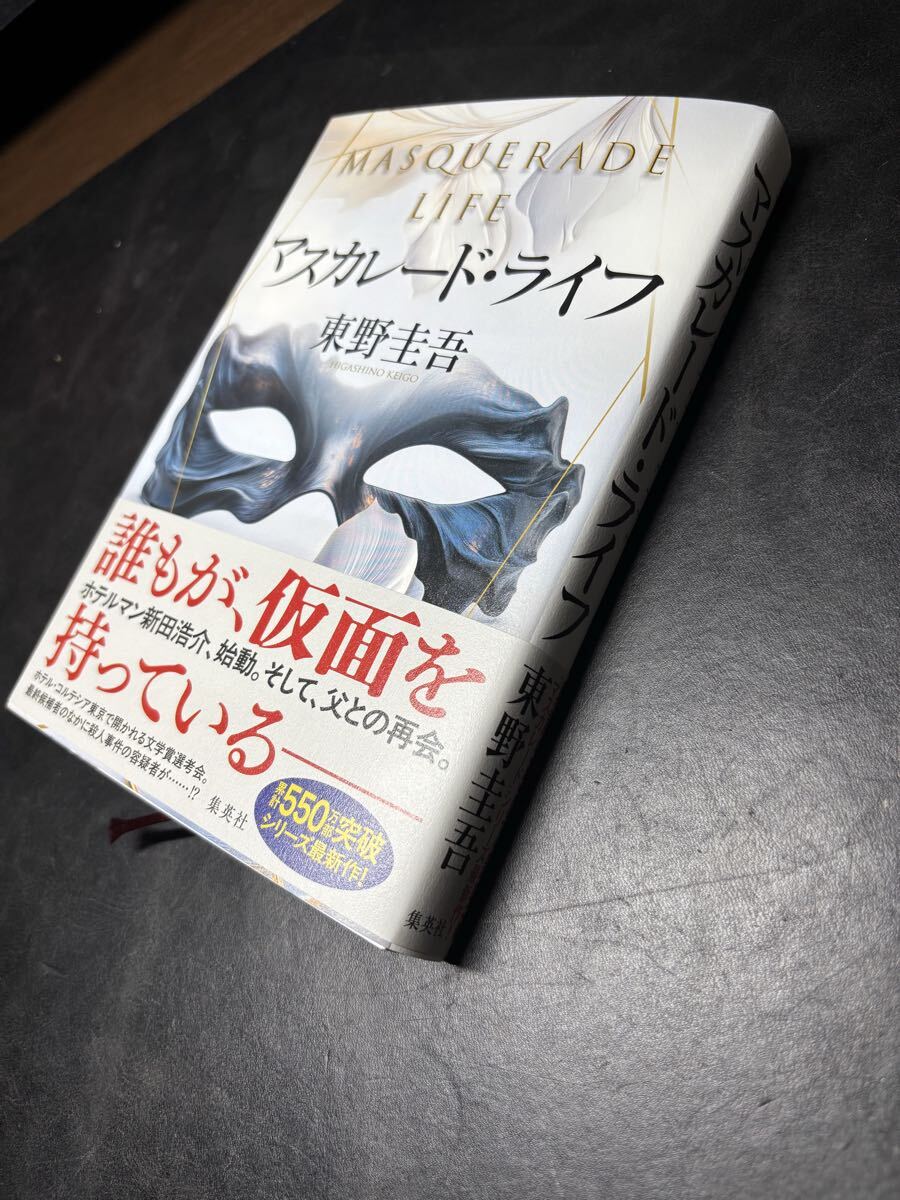 MASQUERADE
LIFE
マスカレード・ライフ
東野圭吾
HIGASHINO KEIGO
誰もが、仮面を
ホテルマン新田浩介、始動。そして、父との再会。
持っている――
ホテル・コルテシア東京で開かれる文学賞選考会。
最終候補者のなかに殺人事件の容疑者が……!?
集英社
累計550万部突破
シリーズ最新作!
マスカレード・ライフ
東野圭吾
集英社